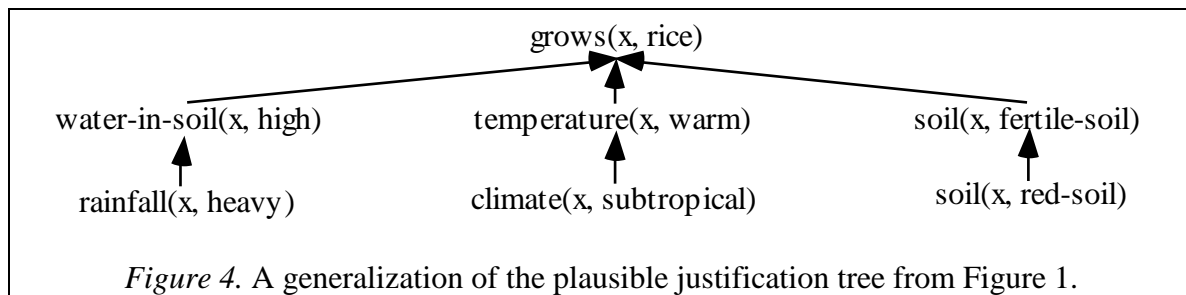 grows(x, rice)
water-in-soil(x, high) temperature(x, warm) soil(x, fertile-soil)
rainfall(x, heavy) climate(x, subtropical) soil(x, red-soil)
Figure 4. A generalization of the plausible justification tree from Figure 1.